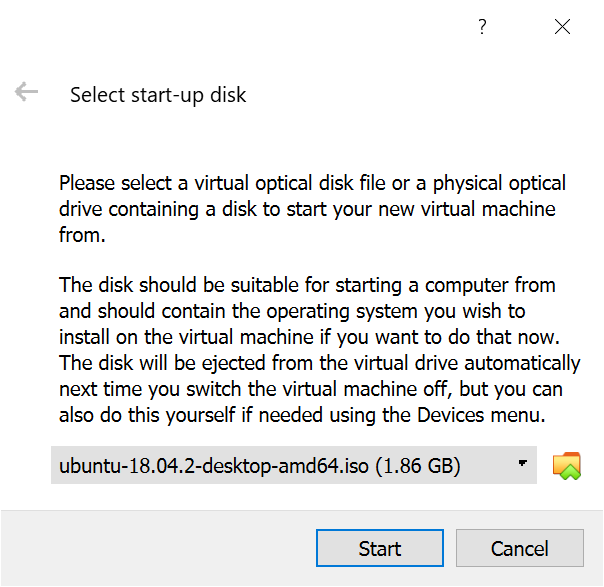 ?
Select start-up disk
Please select a virtual optical disk file or a physical optical
drive containing a disk to start your new virtual machine
from.
The disk should be suitable for starting a computer from
and should contain the operating system you wish to
install on the virtual machine if you want to do that now.
The disk will be ejected from the virtual drive automatically
next time you switch the virtual machine off, but you can
also do this yourself if needed using the Devices menu.
ubuntu-18.04.2-desktop-amd64.iso (1.86 GB)
Start
Cancel